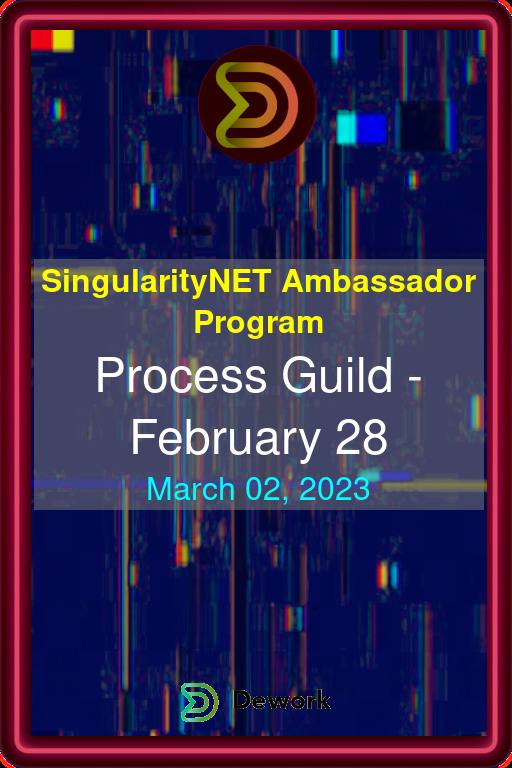 SingularityNET Ambassador
Program
Process Guild -
February 28
March 02, 2023
Dework